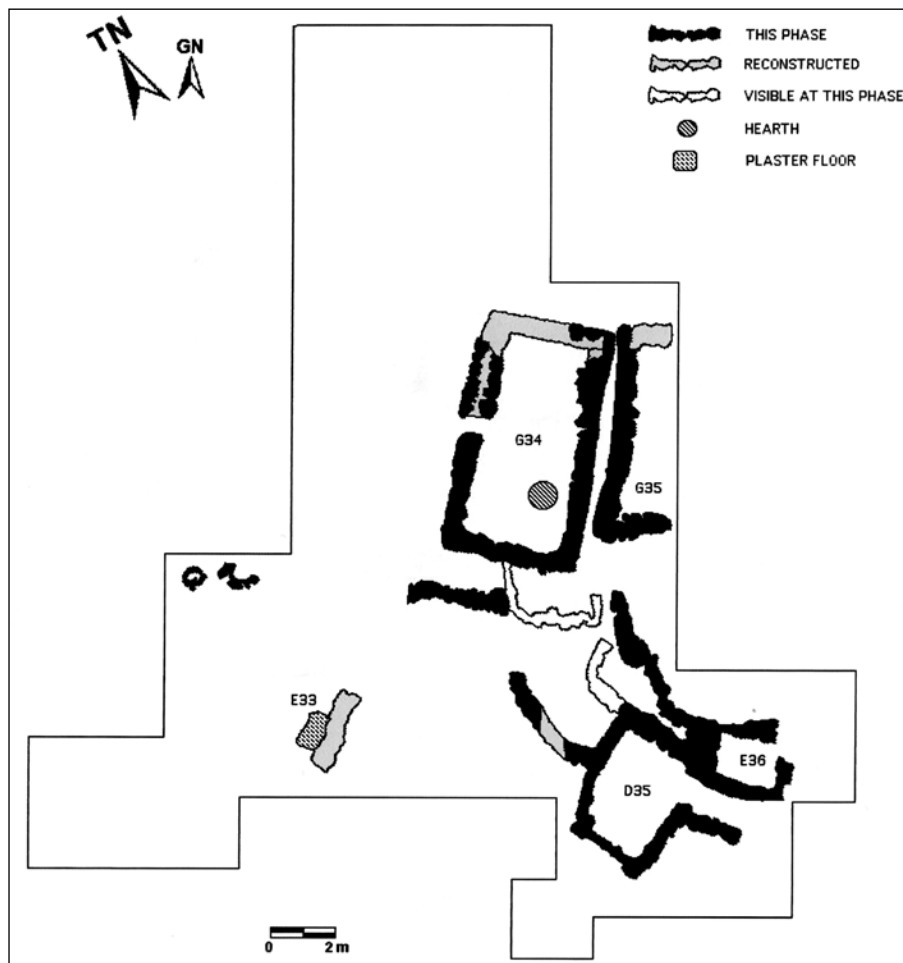 TN
GN
THIS PHASE
RECONSTRUCTED
VISIBLE AT THIS PHASE
HEARTH
PLASTER FLOOR
G34
G35
E33
E36
D35
0 2 m